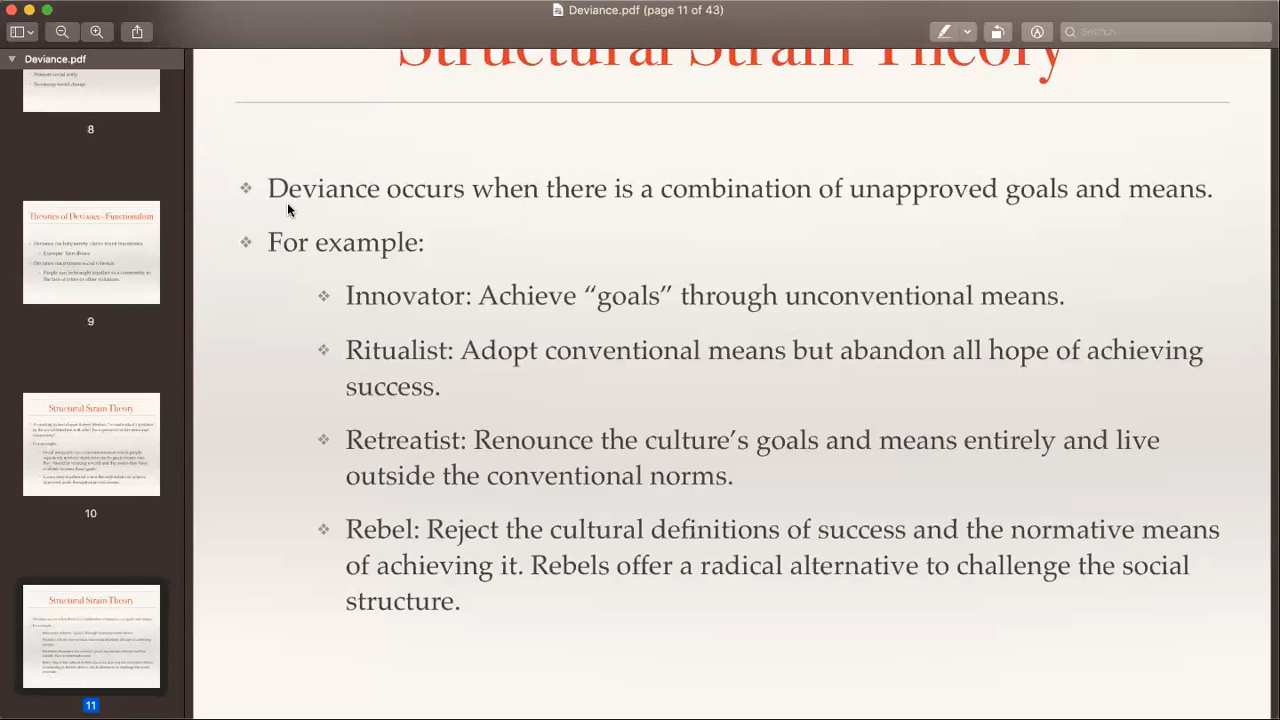 Deviance.pdf (page 11 of 43)
Search
Deviance.pdf
8
Theories of Deviance - Functionalism
9
Structural Strain Theory
10
Structural Strain Theory
11
Structural Strain Theory
Deviance occurs when there is a combination of unapproved goals and means.
For example:
Innovator: Achieve “goals” through unconventional means.
Ritualist: Adopt conventional means but abandon all hope of achieving
success.
Retreatist: Renounce the culture’s goals and means entirely and live
outside the conventional norms.
Rebel: Reject the cultural definitions of success and the normative means
of achieving it. Rebels offer a radical alternative to challenge the social
structure.